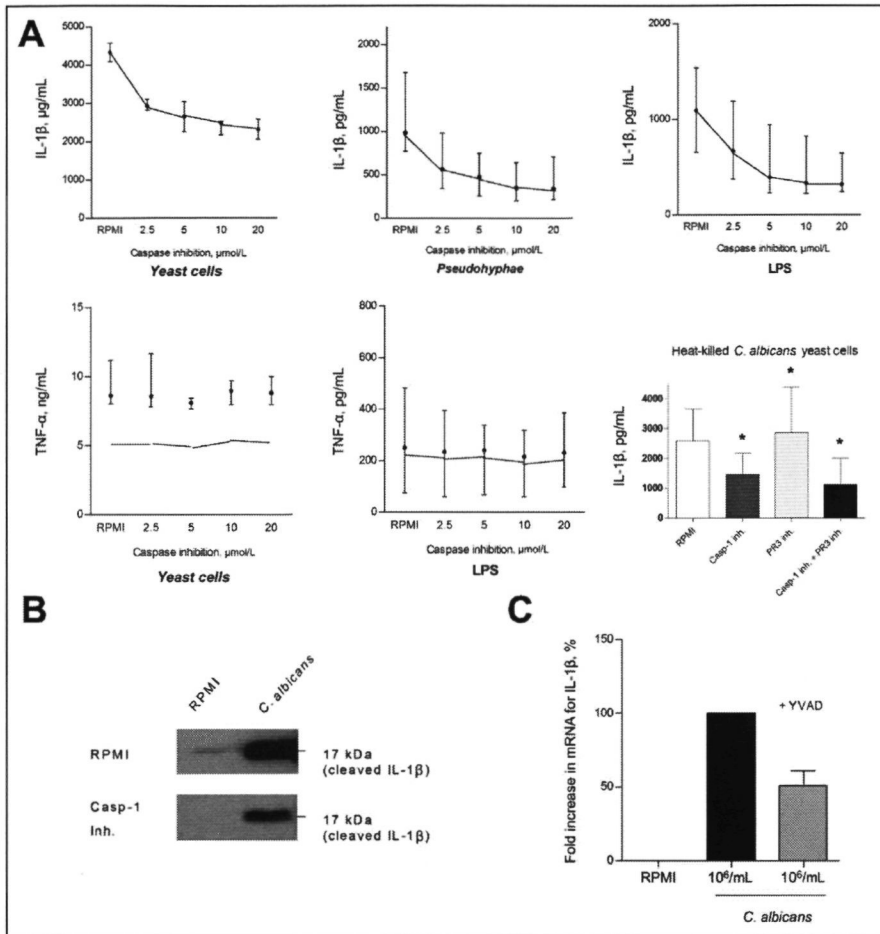 A
IL-1β, µg/mL
5000
4000
3000
2000
1000
0
RPMI 2.5 5 10 20
Caspase inhibition, µmol/L
Yeast cells
IL-1β, pg/mL
2000
1500
1000
500
0
RPMI 2.5 5 10 20
Caspase inhibition, µmol/L
Pseudohyphae
IL-1β, pg/mL
2000
1000
0
RPMI 2.5 5 10 20
Caspase inhibition, µmol/L
LPS
TNF-α, ng/mL
15
10
5
0
RPMI 2.5 5 10 20
Caspase inhibition, µmol/L
Yeast cells
TNF-α, pg/mL
800
600
400
200
0
RPMI 2.5 5 10 20
Caspase inhibition, µmol/L
LPS
Heat-killed C. albicans yeast cells
IL-1β, pg/mL
4000
3000
2000
1000
0
* * *
RPMI
Casp-1 inh.
PR3 inh.
Casp-1 inh. + PR3 inh.
B
RPMI
C. albicans
RPMI
17 kDa
(cleaved IL-1β)
Casp-1
Inh.
17 kDa
(cleaved IL-1β)
C
Fold increase in mRNA for IL-1β, %
150
100
50
0
+ YVAD
RPMI 10⁶/mL 10⁶/mL
C. albicans